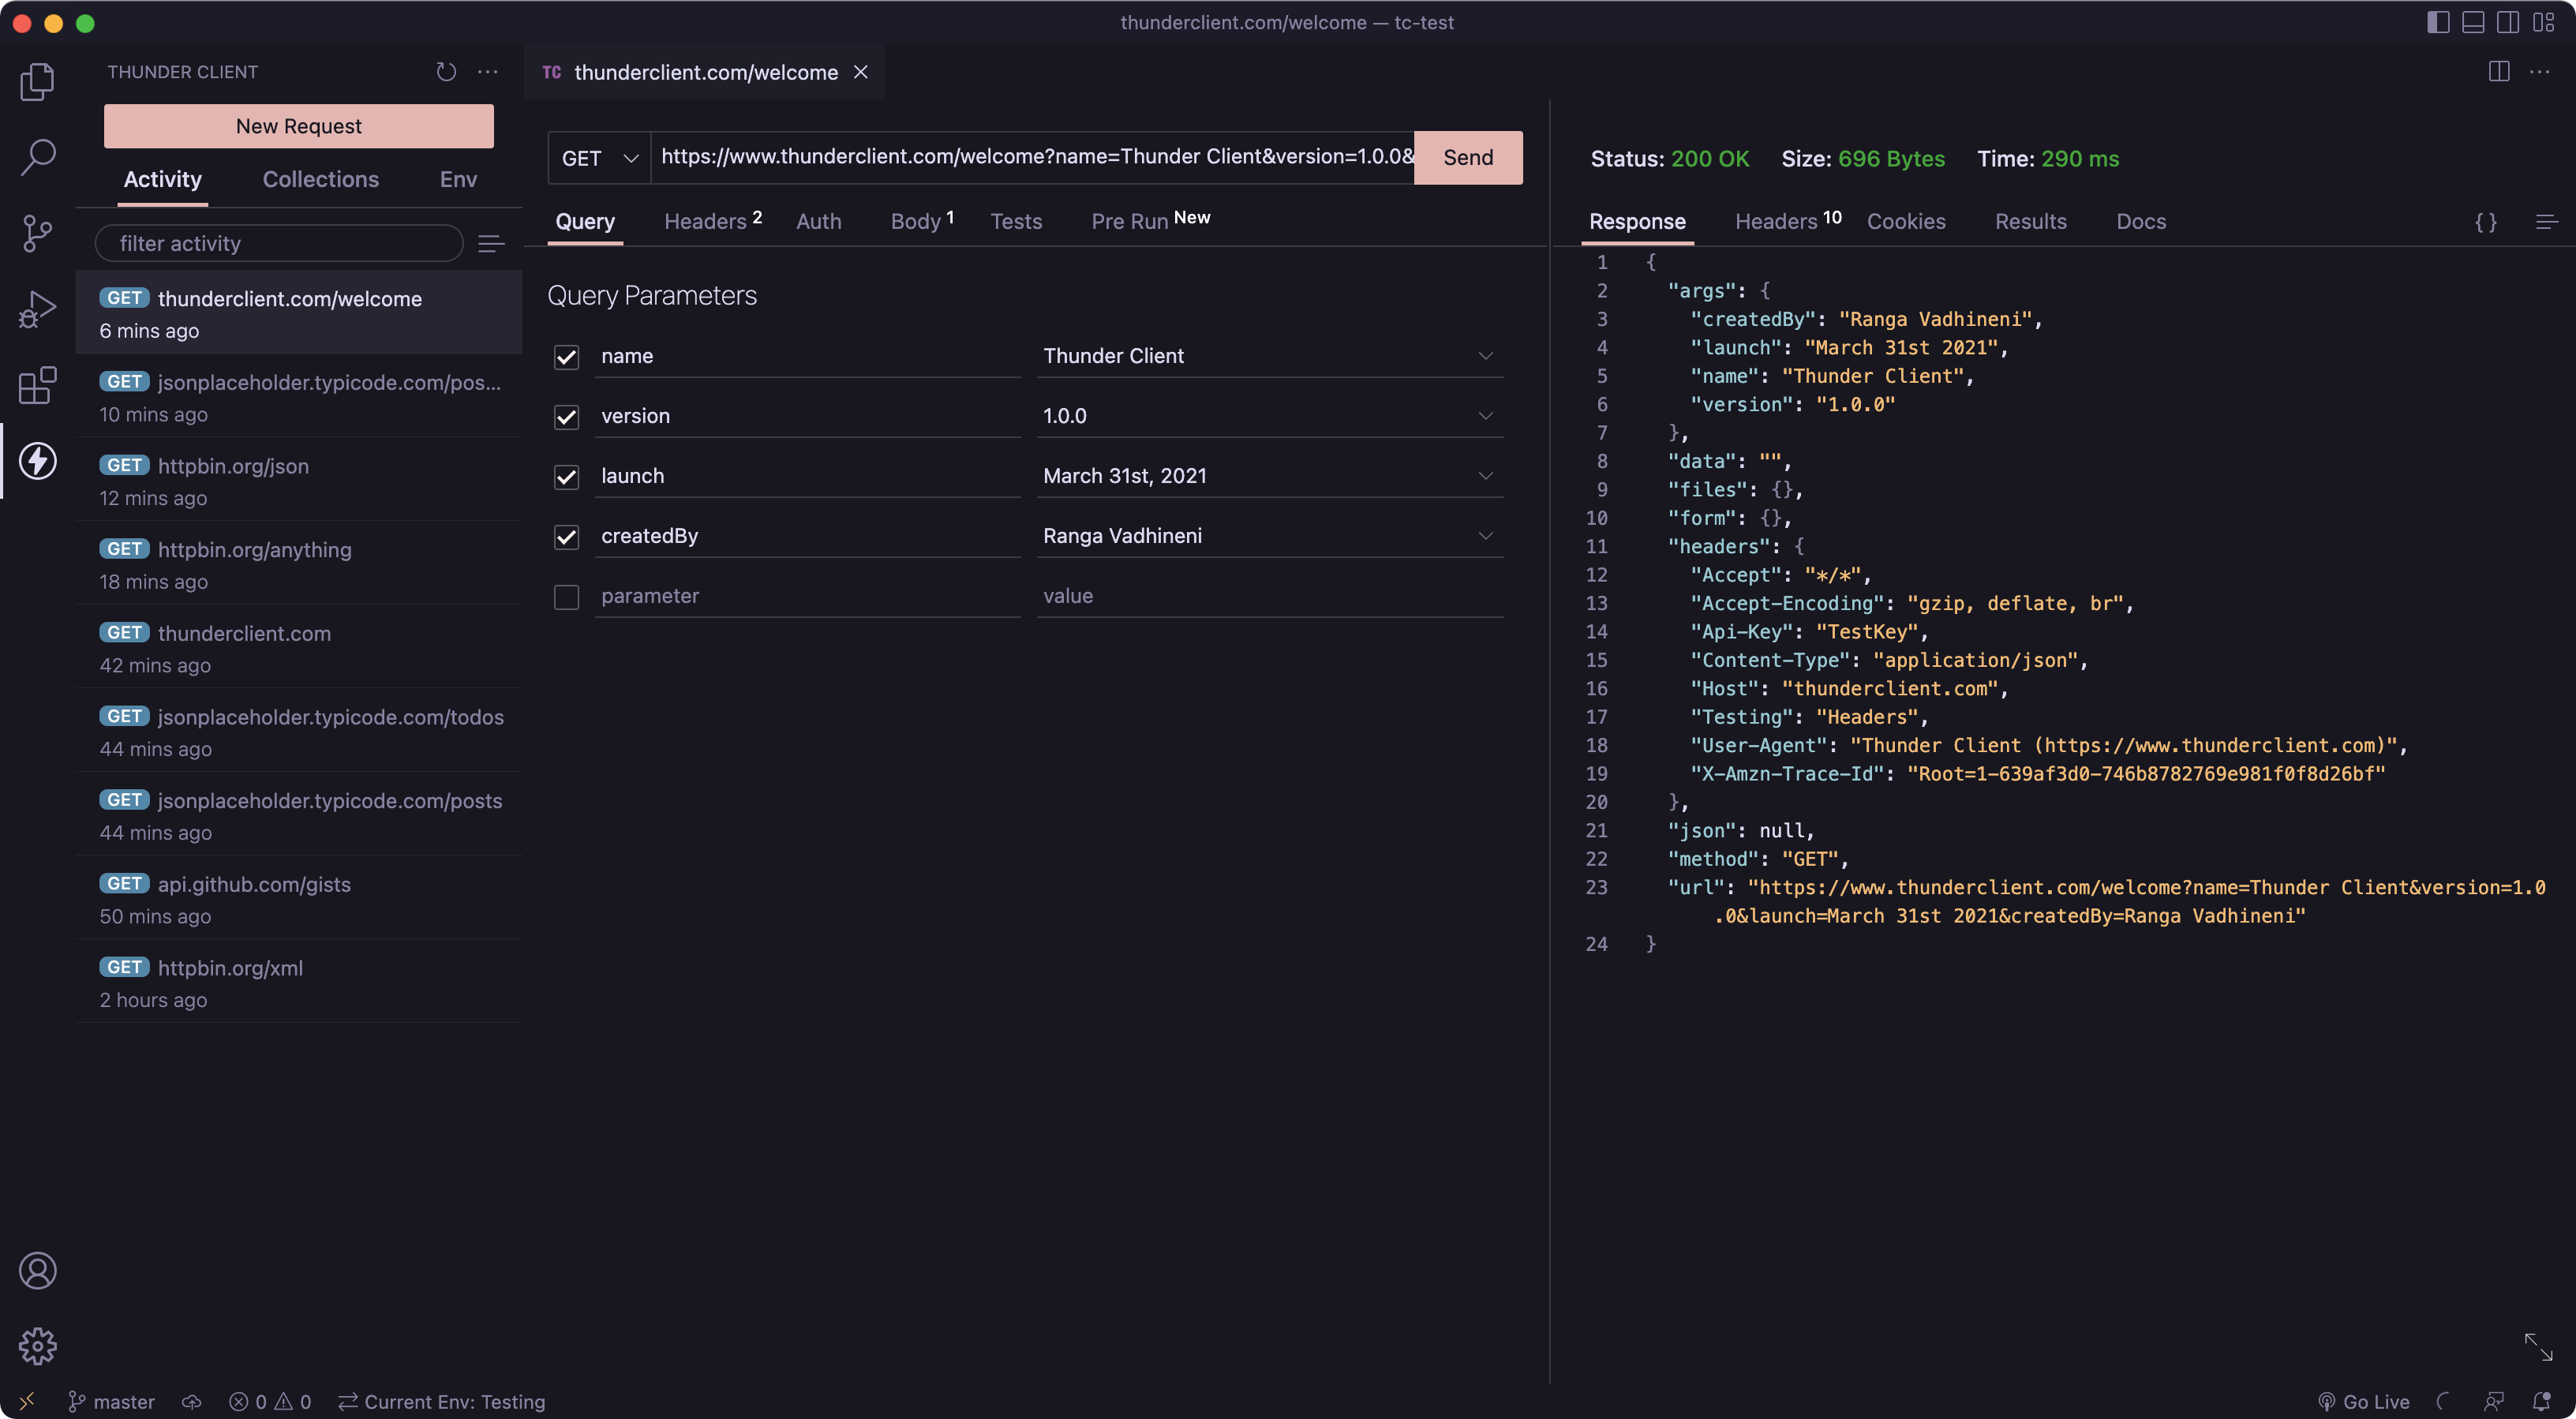 thunderclient.com/welcome — tc-test
THUNDER CLIENT
New Request
Activity Collections Env
filter activity
GET thunderclient.com/welcome
6 mins ago
GET jsonplaceholder.typicode.com/pos...
10 mins ago
GET httpbin.org/json
12 mins ago
GET httpbin.org/anything
18 mins ago
GET thunderclient.com
42 mins ago
GET jsonplaceholder.typicode.com/todos
44 mins ago
GET jsonplaceholder.typicode.com/posts
44 mins ago
GET api.github.com/gists
50 mins ago
GET httpbin.org/xml
2 hours ago
TC thunderclient.com/welcome
GET https://www.thunderclient.com/welcome?name=Thunder Client&version=1.0.0& Send
Query Headers 2 Auth Body 1 Tests Pre Run New
Query Parameters
name Thunder Client
version 1.0.0
launch March 31st, 2021
createdBy Ranga Vadhineni
parameter value
Status: 200 OK Size: 696 Bytes Time: 290 ms
Response Headers 10 Cookies Results Docs {}
1 {
2 "args": {
3 "createdBy": "Ranga Vadhineni",
4 "launch": "March 31st 2021",
5 "name": "Thunder Client",
6 "version": "1.0.0"
7 },
8 "data": "",
9 "files": {},
10 "form": {},
11 "headers": {
12 "Accept": "*/*",
13 "Accept-Encoding": "gzip, deflate, br",
14 "Api-Key": "TestKey",
15 "Content-Type": "application/json",
16 "Host": "thunderclient.com",
17 "Testing": "Headers",
18 "User-Agent": "Thunder Client (https://www.thunderclient.com)",
19 "X-Amzn-Trace-Id": "Root=1-639af3d0-746b8782769e981f0f8d26bf"
20 },
21 "json": null,
22 "method": "GET",
23 "url": "https://www.thunderclient.com/welcome?name=Thunder Client&version=1.0
.0&launch=March 31st 2021&createdBy=Ranga Vadhineni"
24 }
master 0 0 Current Env: Testing Go Live